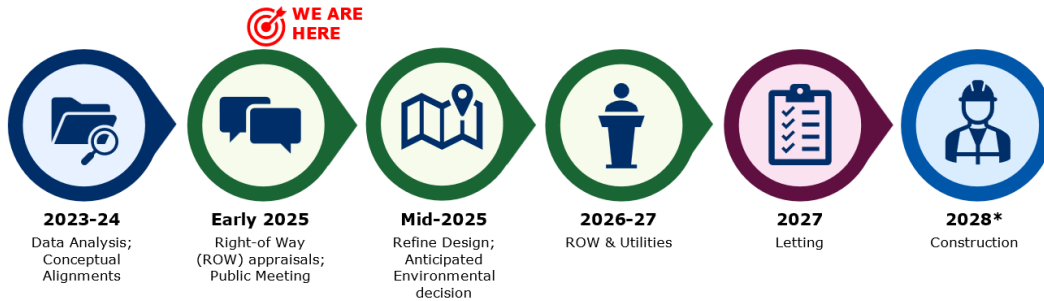 WE ARE
HERE
2023-24
Data Analysis;
Conceptual
Alignments
Early 2025
Right-of Way
(ROW) appraisals;
Public Meeting
Mid-2025
Refine Design;
Anticipated
Environmental
decision
2026-27
ROW & Utilities
2027
Letting
2028*
Construction